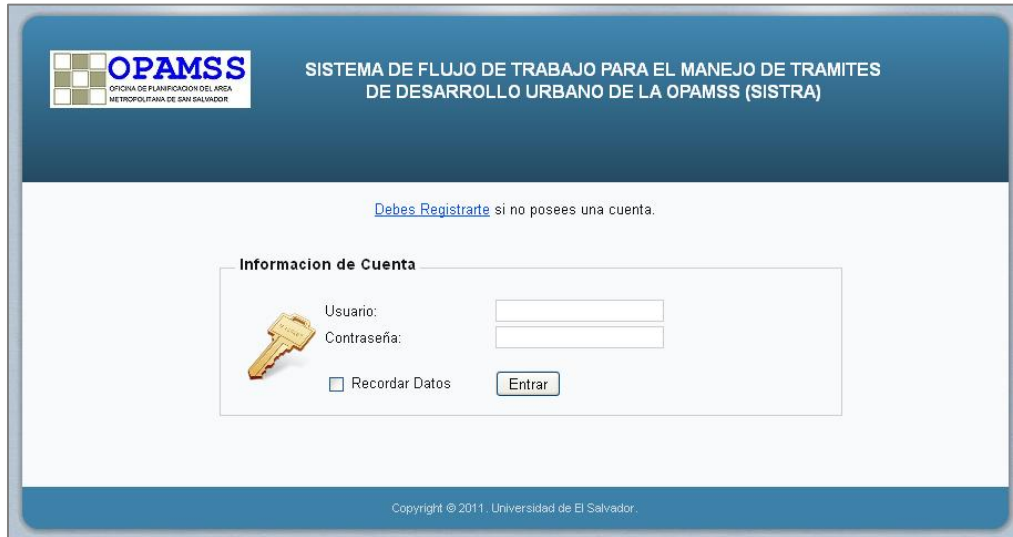 OPAMSS
OFICINA DE PLANIFICACION DEL AREA
METROPOLITANA DE SAN SALVADOR
SISTEMA DE FLUJO DE TRABAJO PARA EL MANEJO DE TRAMITES
DE DESARROLLO URBANO DE LA OPAMSS (SISTRA)
Debes Registrarte si no posees una cuenta.
Informacion de Cuenta
Usuario:
Contraseña:
Recordar Datos
Entrar
Copyright © 2011. Universidad de El Salvador.